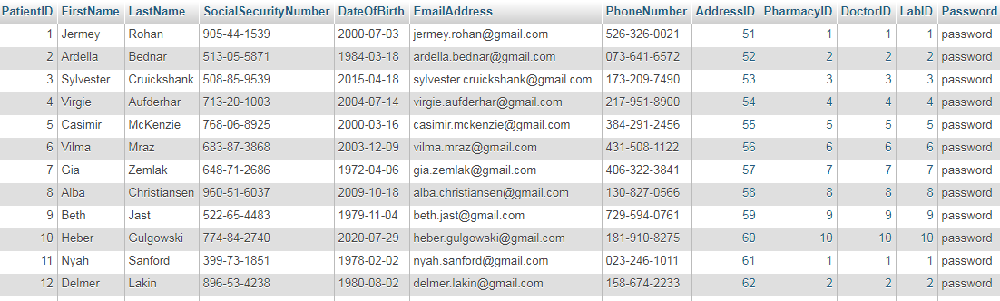 PatientID FirstName LastName SocialSecurityNumber DateOfBirth EmailAddress PhoneNumber AddressID PharmacyID DoctorID LabID Password
1 Jermey Rohan 905-44-1539 2000-07-03 jermey.rohan@gmail.com 526-326-0021 51 1 1 1 password
2 Ardella Bednar 513-05-5871 1984-03-18 ardella.bednar@gmail.com 073-641-6572 52 2 2 2 password
3 Sylvester Cruickshank 508-85-9539 2015-04-18 sylvester.cruickshank@gmail.com 173-209-7490 53 3 3 3 password
4 Virgie Aufderhar 713-20-1003 2004-07-14 virgie.aufderhar@gmail.com 217-951-8900 54 4 4 4 password
5 Casimir McKenzie 768-06-8925 2000-03-16 casimir.mckenzie@gmail.com 384-291-2456 55 5 5 5 password
6 Vilma Mraz 683-87-3868 2003-12-09 vilma.mraz@gmail.com 431-508-1122 56 6 6 6 password
7 Gia Zemlak 648-71-2686 1972-04-06 gia.zemlak@gmail.com 406-322-3841 57 7 7 7 password
8 Alba Christiansen 960-51-6037 2009-10-18 alba.christiansen@gmail.com 130-827-0566 58 8 8 8 password
9 Beth Jast 522-65-4483 1979-11-04 beth.jast@gmail.com 729-594-0761 59 9 9 9 password
10 Heber Gulgowski 774-84-2740 2020-07-29 heber.gulgowski@gmail.com 181-910-8275 60 10 10 10 password
11 Nyah Sanford 399-73-1851 1978-02-02 nyah.sanford@gmail.com 023-246-1011 61 1 1 1 password
12 Delmer Lakin 896-53-4238 1980-08-02 delmer.lakin@gmail.com 158-674-2233 62 2 2 2 password